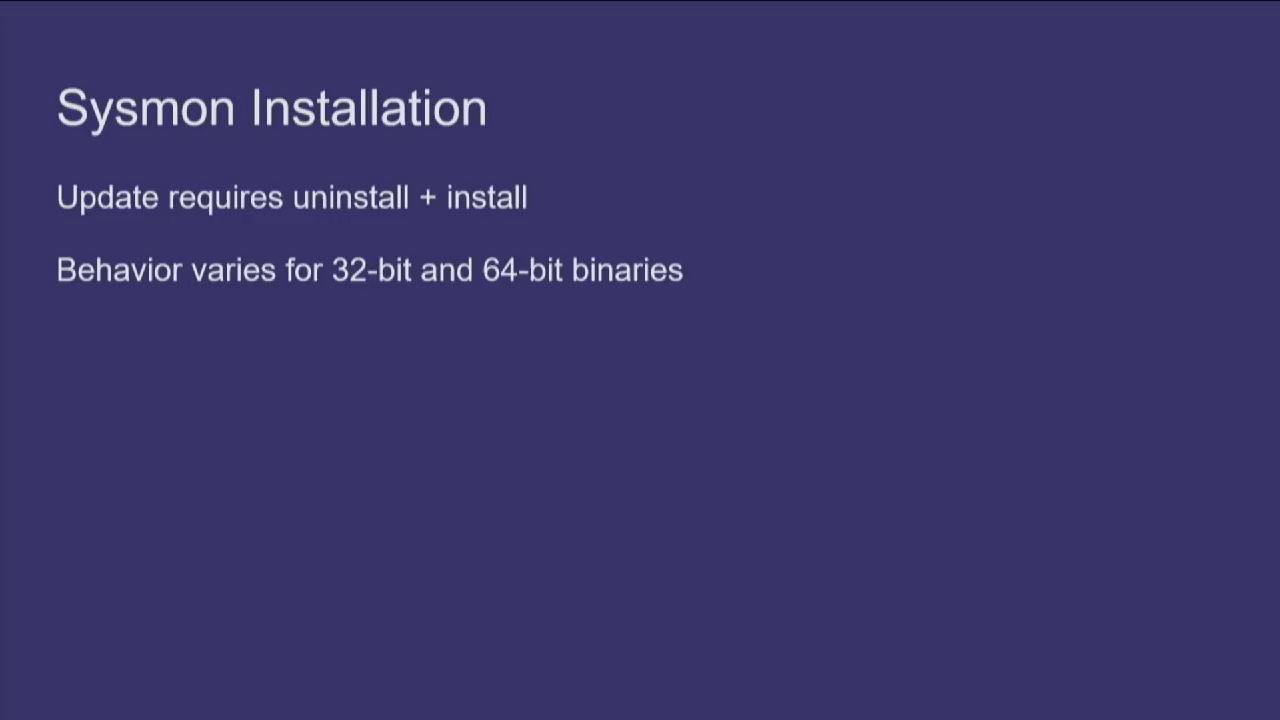 Sysmon Installation
Update requires uninstall + install
Behavior varies for 32-bit and 64-bit binaries